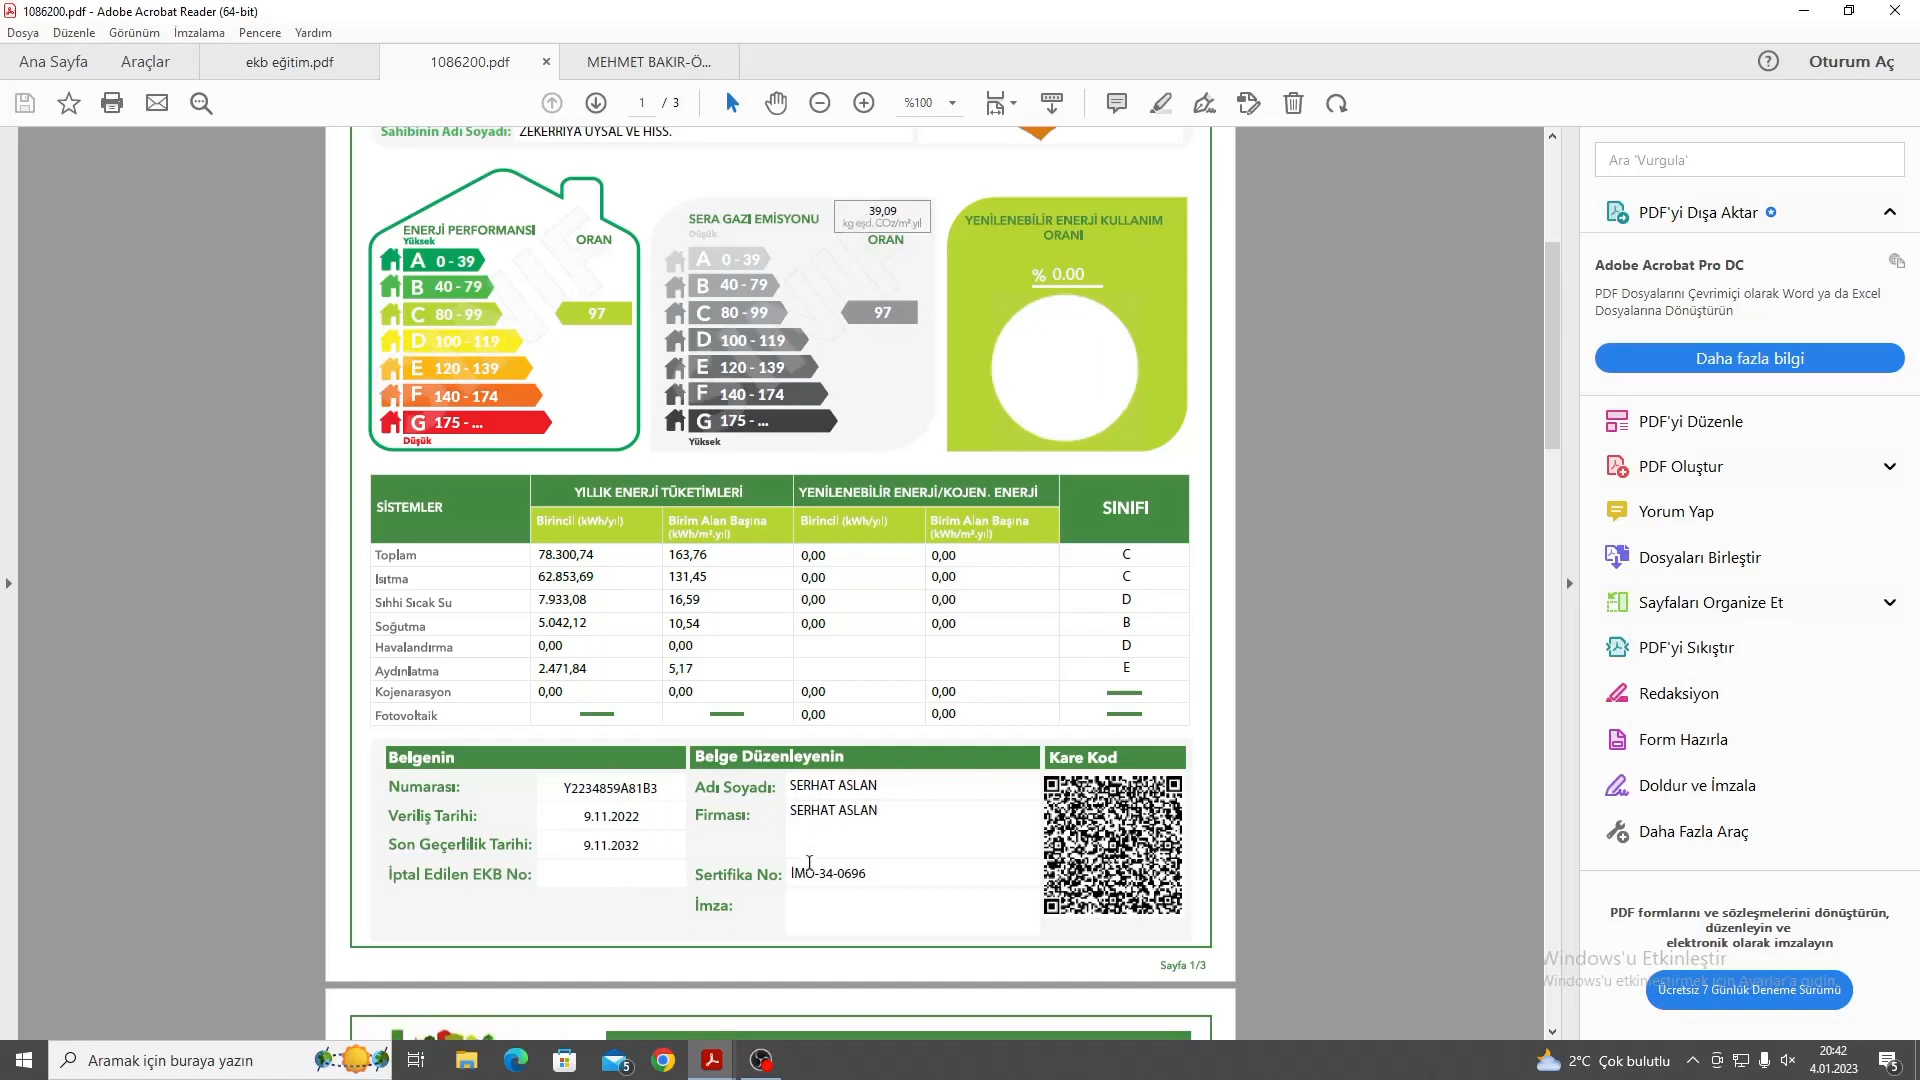 1086200.pdf - Adobe Acrobat Reader (64-bit)
Dosya Düzenle Görünüm İmzalama Pencere Yardım
Ana Sayfa Araçlar ekb eğitim.pdf 1086200.pdf MEHMET BAKIR-Ö... Oturum Aç
1 / 3 %100
Sahibinin Adı Soyadı: ZEKERRİYA UYSAL VE HİSS.
ENERJİ PERFORMANSI
Yüksek
ORAN
A 0 - 39
B 40 - 79
C 80 - 99 97
D 100 - 119
E 120 - 139
F 140 - 174
G 175 - ...
Düşük
SERA GAZI EMİSYONU
Düşük
39,09
kg eşd. CO2/m².yıl
ORAN
A 0 - 39
B 40 - 79
C 80 - 99 97
D 100 - 119
E 120 - 139
F 140 - 174
G 175 - ...
Yüksek
YENİLENEBİLİR ENERJİ KULLANIM
ORANI
% 0.00
SİSTEMLER YILLIK ENERJİ TÜKETİMLERİ YENİLENEBİLİR ENERJİ/KOJEN. ENERJİ SINIFI
Birincil (kWh/yıl) Birim Alan Başına (kWh/m².yıl) Birincil (kWh/yıl) Birim Alan Başına (kWh/m².yıl)
Toplam 78.300,74 163,76 0,00 0,00 C
Isıtma 62.853,69 131,45 0,00 0,00 C
Sıhhi Sıcak Su 7.933,08 16,59 0,00 0,00 D
Soğutma 5.042,12 10,54 0,00 0,00 B
Havalandırma 0,00 0,00 D
Aydınlatma 2.471,84 5,17 E
Kojenarasyon 0,00 0,00 0,00 0,00
Fotovoltaik 0,00 0,00
Belgenin
Numarası: Y2234859A81B3
Veriliş Tarihi: 9.11.2022
Son Geçerlilik Tarihi: 9.11.2032
İptal Edilen EKB No:
Belge Düzenleyenin
Adı Soyadı: SERHAT ASLAN
Firması: SERHAT ASLAN
Sertifika No: İMO-34-0696
İmza:
Kare Kod
Sayfa 1/3
Ara 'Vurgula'
PDF'yi Dışa Aktar
Adobe Acrobat Pro DC
PDF Dosyalarını Çevrimiçi olarak Word ya da Excel
Dosyalarına Dönüştürün
Daha fazla bilgi
PDF'yi Düzenle
PDF Oluştur
Yorum Yap
Dosyaları Birleştir
Sayfaları Organize Et
PDF'yi Sıkıştır
Redaksiyon
Form Hazırla
Doldur ve İmzala
Daha Fazla Araç
PDF formlarını ve sözleşmelerini dönüştürün,
düzenleyin ve
elektronik olarak imzalayın
Windows'u Etkinleştir
Windows'u etkinleştirmek için Ayarlar'a gidin.
Ücretsiz 7 Günlük Deneme Sürümü
Aramak için buraya yazın
5
2°C Çok bulutlu
20:42
4.01.2023
5